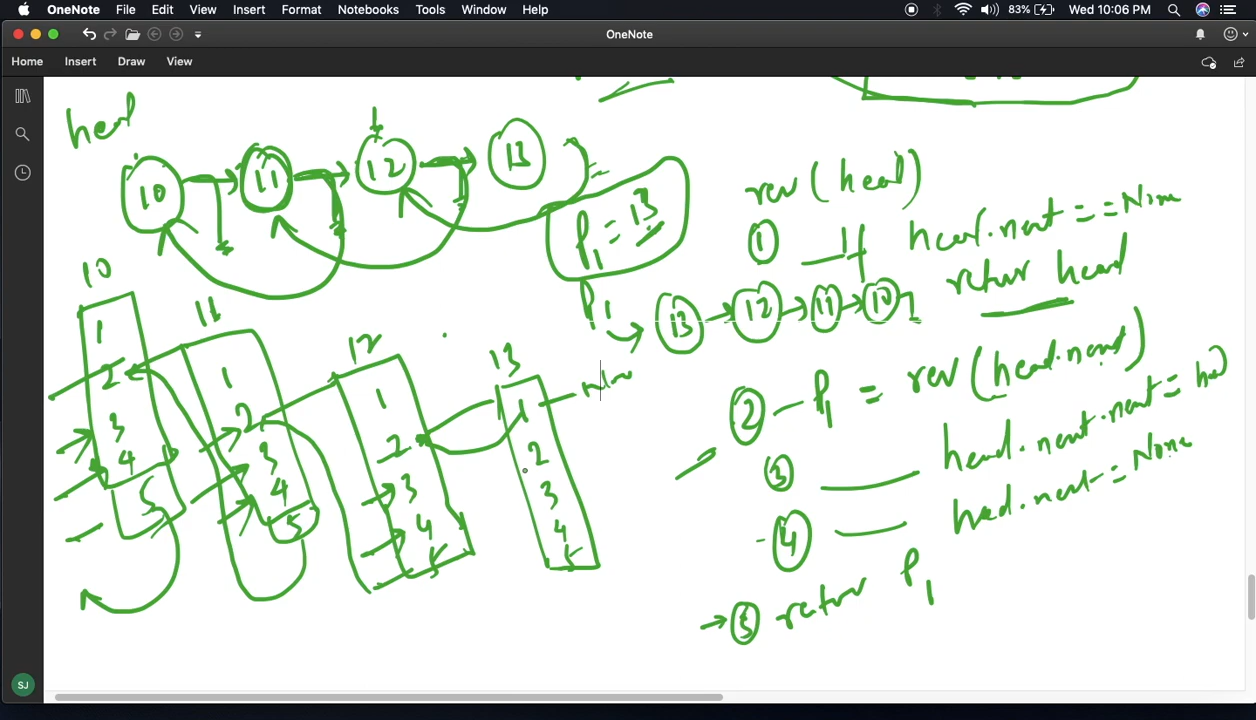 OneNote File Edit View Insert Format Notebooks Tools Window Help 83% Wed 10:06 PM
OneNote
Home Insert Draw View
head
10 11 12 13
P1 = 13
rev (head)
1 if head.next == None
return head
P1 13 12 11 10
2 P1 = rev (head.next)
3 head.next.next = head
4 head.next = None
5 return P1
10
1
2
3
4
5
11
1
2
3
4
5
12
1
2
3
4
5
13
1
2
3
4
5
SJ